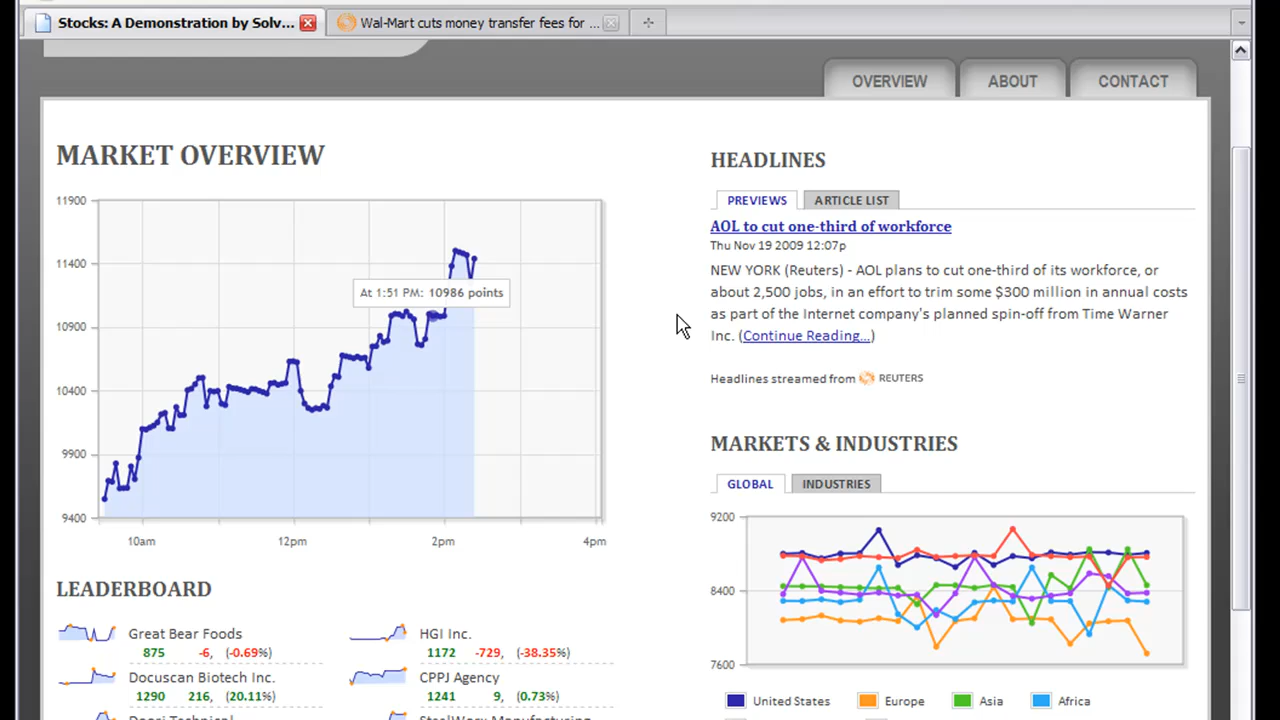 Stocks: A Demonstration by Solv...
Wal-Mart cuts money transfer fees for ...
OVERVIEW
ABOUT
CONTACT
MARKET OVERVIEW
11900
11400
10900
10400
9900
9400
At 1:51 PM: 10986 points
10am
12pm
2pm
4pm
LEADERBOARD
Great Bear Foods
875 -6, (-0.69%)
Docuscan Biotech Inc.
1290 216, (20.11%)
HGI Inc.
1172 -729, (-38.35%)
CPPJ Agency
1241 9, (0.73%)
HEADLINES
PREVIEWS
ARTICLE LIST
AOL to cut one-third of workforce
Thu Nov 19 2009 12:07p
NEW YORK (Reuters) - AOL plans to cut one-third of its workforce, or
about 2,500 jobs, in an effort to trim some $300 million in annual costs
as part of the Internet company's planned spin-off from Time Warner
Inc. (Continue Reading...)
Headlines streamed from REUTERS
MARKETS & INDUSTRIES
GLOBAL
INDUSTRIES
9200
8400
7600
United States
Europe
Asia
Africa